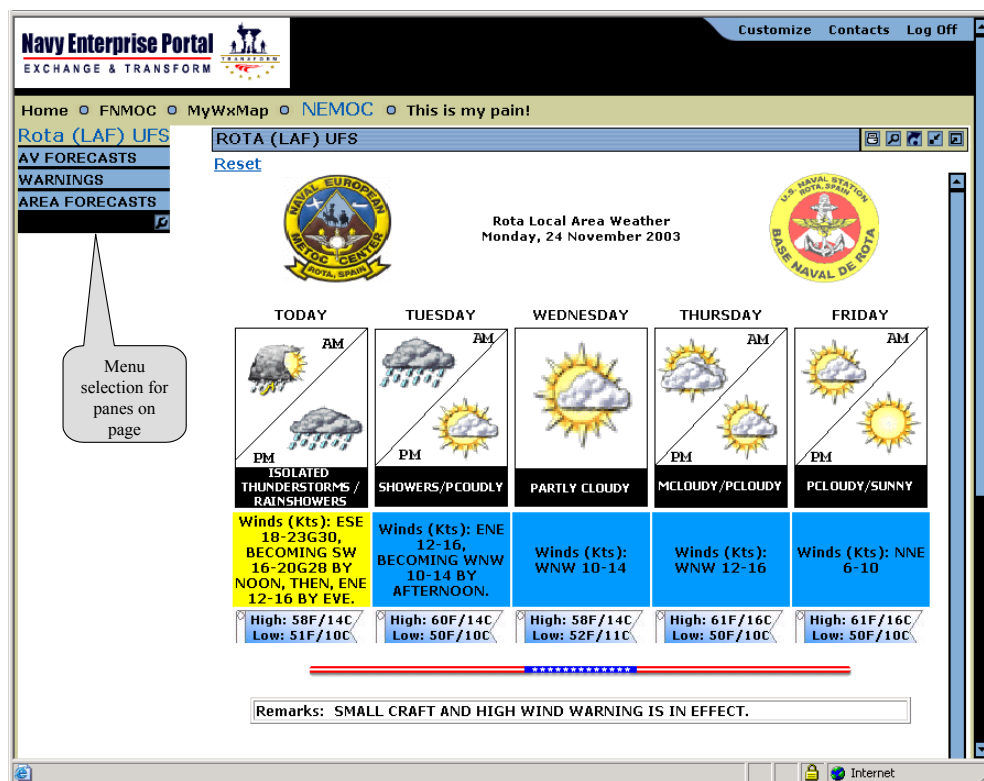 Navy Enterprise Portal
EXCHANGE & TRANSFORM
TRANSFORM
Customize Contacts Log Off
Home FNMOC MyWxMap NEMOC This is my pain!
Rota (LAF) UFS
AV FORECASTS
WARNINGS
AREA FORECASTS
Menu
selection for
panes on
page
ROTA (LAF) UFS
Reset
NAVAL EUROPEAN
METOC CENTER
ROTA, SPAIN
Rota Local Area Weather
Monday, 24 November 2003
U.S. NAVAL STATION
ROTA, SPAIN
BASE NAVAL DE ROTA
TODAY TUESDAY WEDNESDAY THURSDAY FRIDAY
AM AM AM AM
PM PM PM PM
ISOLATED
THUNDERSTORMS /
RAINSHOWERS
SHOWERS/PCOUDLY
PARTLY CLOUDY
MCLOUDY/PCLOUDY
PCLOUDY/SUNNY
Winds (Kts): ESE
18-23G30,
BECOMING SW
16-20G28 BY
NOON, THEN, ENE
12-16 BY EVE.
Winds (Kts): ENE
12-16,
BECOMING WNW
10-14 BY
AFTERNOON.
Winds (Kts):
WNW 10-14
Winds (Kts):
WNW 12-16
Winds (Kts): NNE
6-10
High: 58F/14C
Low: 51F/10C
High: 60F/14C
Low: 50F/10C
High: 58F/14C
Low: 52F/11C
High: 61F/16C
Low: 50F/10C
High: 61F/16C
Low: 50F/10C
Remarks: SMALL CRAFT AND HIGH WIND WARNING IS IN EFFECT.
Internet